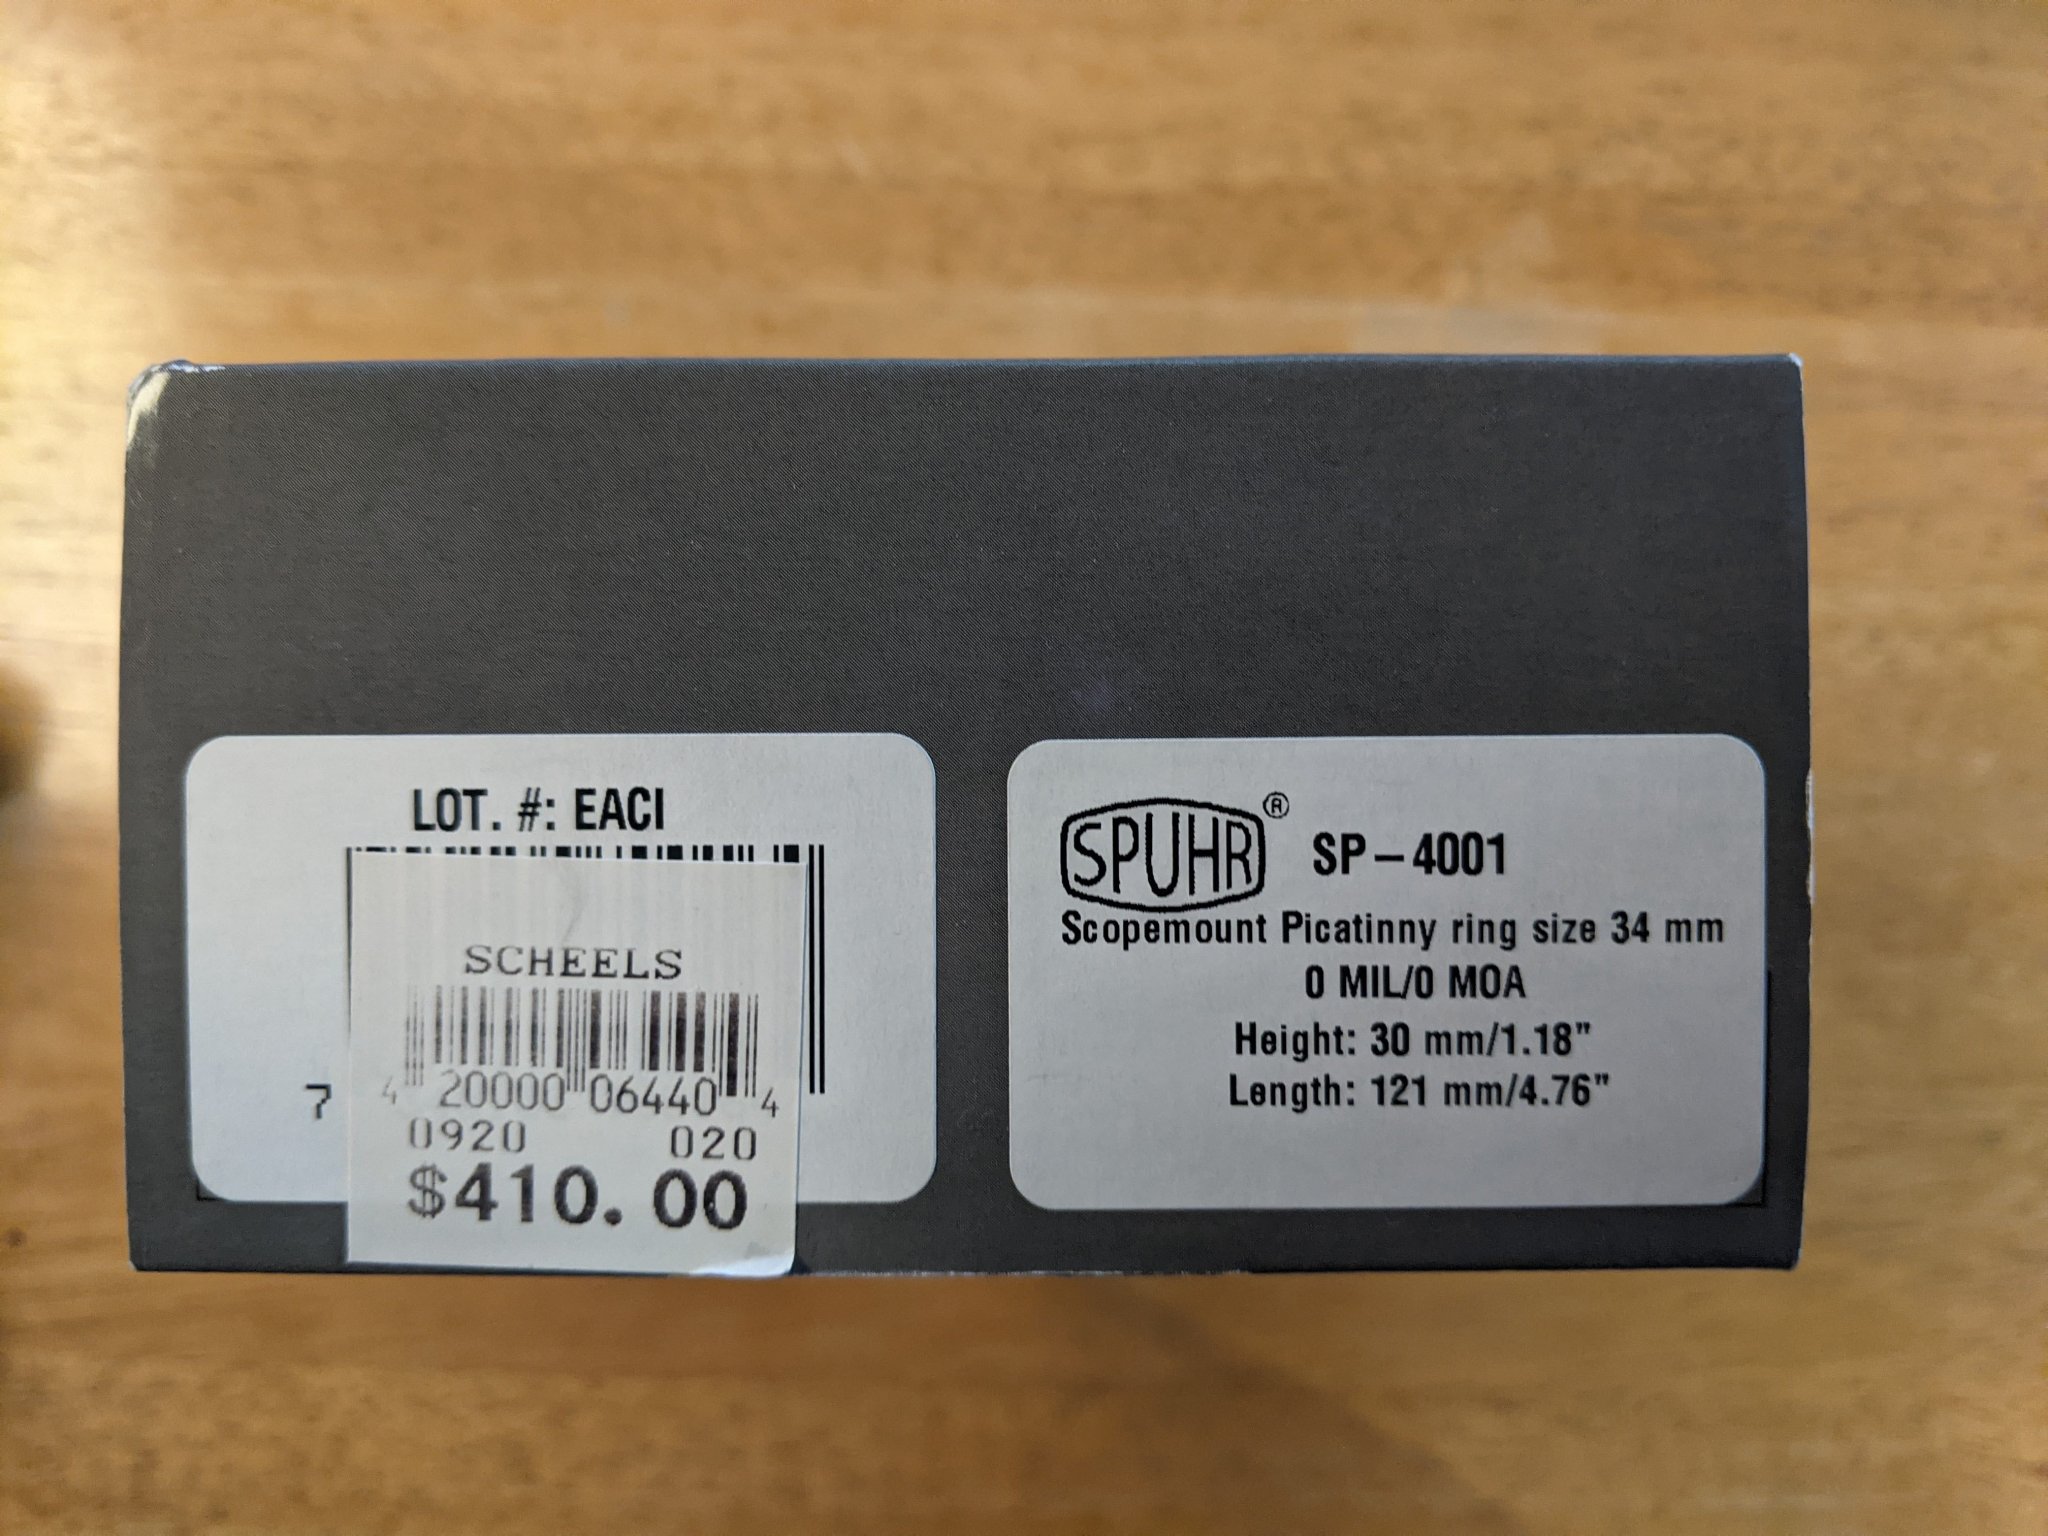 LOT. #: EACI
7
SCHEELS
4 20000 06440 4
0920 020
$410.00
SPUHR® SP-4001
Scopemount Picatinny ring size 34 mm
0 MIL/0 MOA
Height: 30 mm/1.18"
Length: 121 mm/4.76"